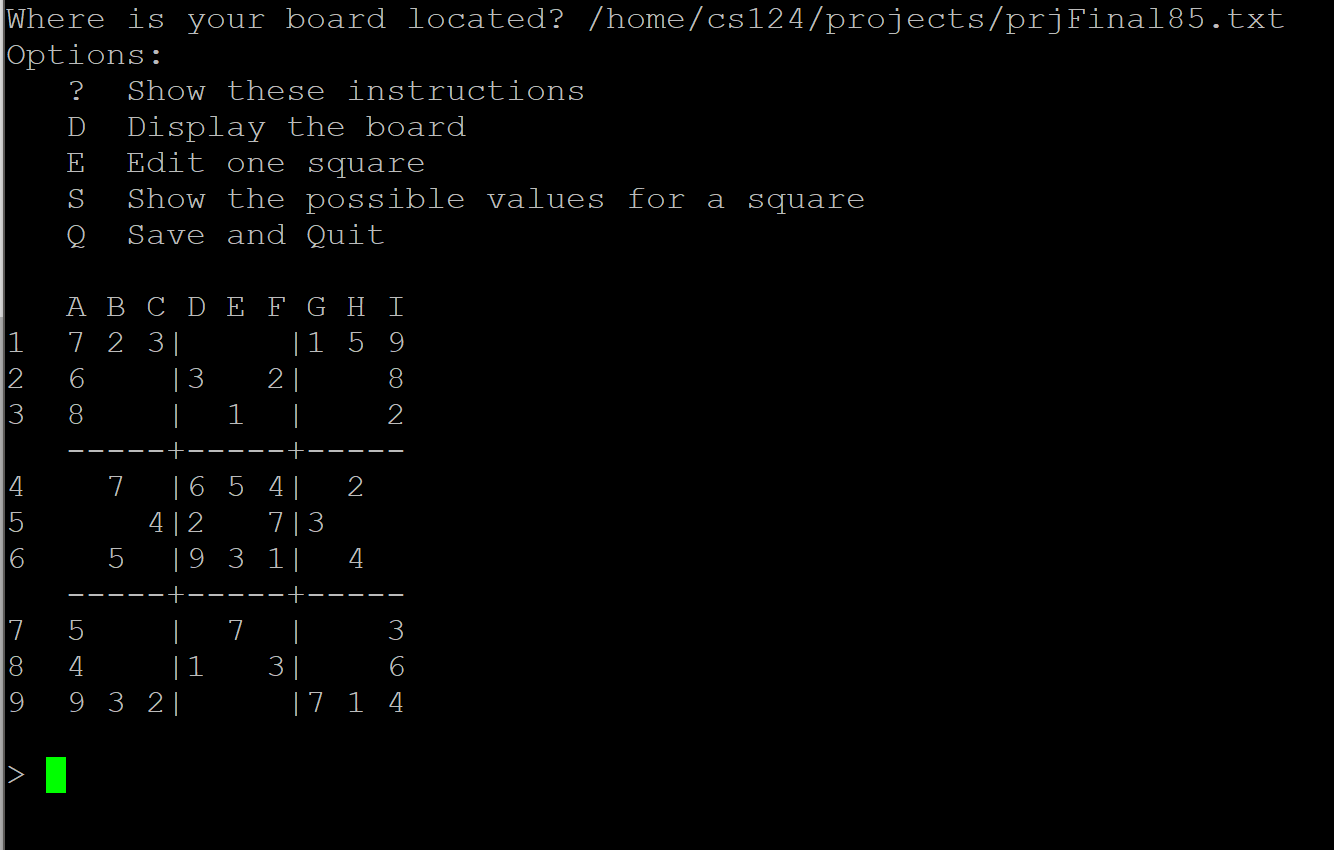 Where is your board located? /home/cs124/projects/prjFinal85.txt
Options:
   ?  Show these instructions
   D  Display the board
   E  Edit one square
   S  Show the possible values for a square
   Q  Save and Quit

   A B C D E F G H I
1  7 2 3|     |1 5 9
2  6    |3   2|    8
3  8    |  1  |    2
   -----+-----+-----
4    7  |6 5 4|  2
5      4|2   7|3
6    5  |9 3 1|  4
   -----+-----+-----
7  5    |  7  |    3
8  4    |1   3|    6
9  9 3 2|     |7 1 4

>